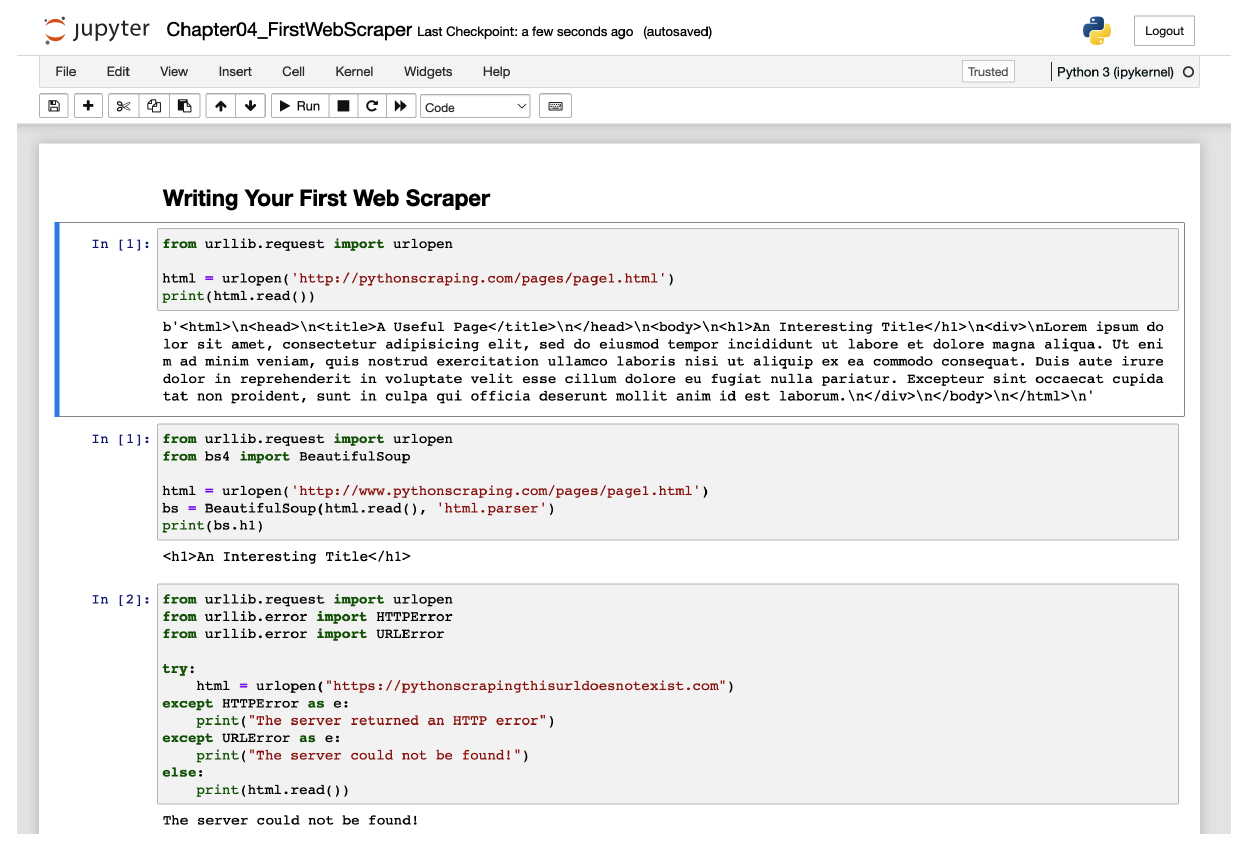 jupyter Chapter04_FirstWebScraper Last Checkpoint: a few seconds ago (autosaved) Logout
File Edit View Insert Cell Kernel Widgets Help Trusted Python 3 (ipykernel)
Run Code
Writing Your First Web Scraper
In [1]: from urllib.request import urlopen
html = urlopen('http://pythonscraping.com/pages/page1.html')
print(html.read())
b'<html>\n<head>\n<title>A Useful Page</title>\n</head>\n<body>\n<h1>An Interesting Title</h1>\n<div>\nLorem ipsum do
lor sit amet, consectetur adipisicing elit, sed do eiusmod tempor incididunt ut labore et dolore magna aliqua. Ut eni
m ad minim veniam, quis nostrud exercitation ullamco laboris nisi ut aliquip ex ea commodo consequat. Duis aute irure
dolor in reprehenderit in voluptate velit esse cillum dolore eu fugiat nulla pariatur. Excepteur sint occaecat cupida
tat non proident, sunt in culpa qui officia deserunt mollit anim id est laborum.\n</div>\n</body>\n</html>\n'
In [1]: from urllib.request import urlopen
from bs4 import BeautifulSoup
html = urlopen('http://www.pythonscraping.com/pages/page1.html')
bs = BeautifulSoup(html.read(), 'html.parser')
print(bs.h1)
<h1>An Interesting Title</h1>
In [2]: from urllib.request import urlopen
from urllib.error import HTTPError
from urllib.error import URLError
try:
    html = urlopen("https://pythonscrapingthisurldoesnotexist.com")
except HTTPError as e:
    print("The server returned an HTTP error")
except URLError as e:
    print("The server could not be found!")
else:
    print(html.read())
The server could not be found!